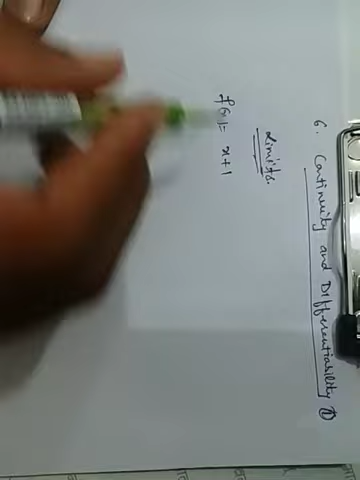 6. Continuity and Differentiability ①
Limits.
f(x) = x+1